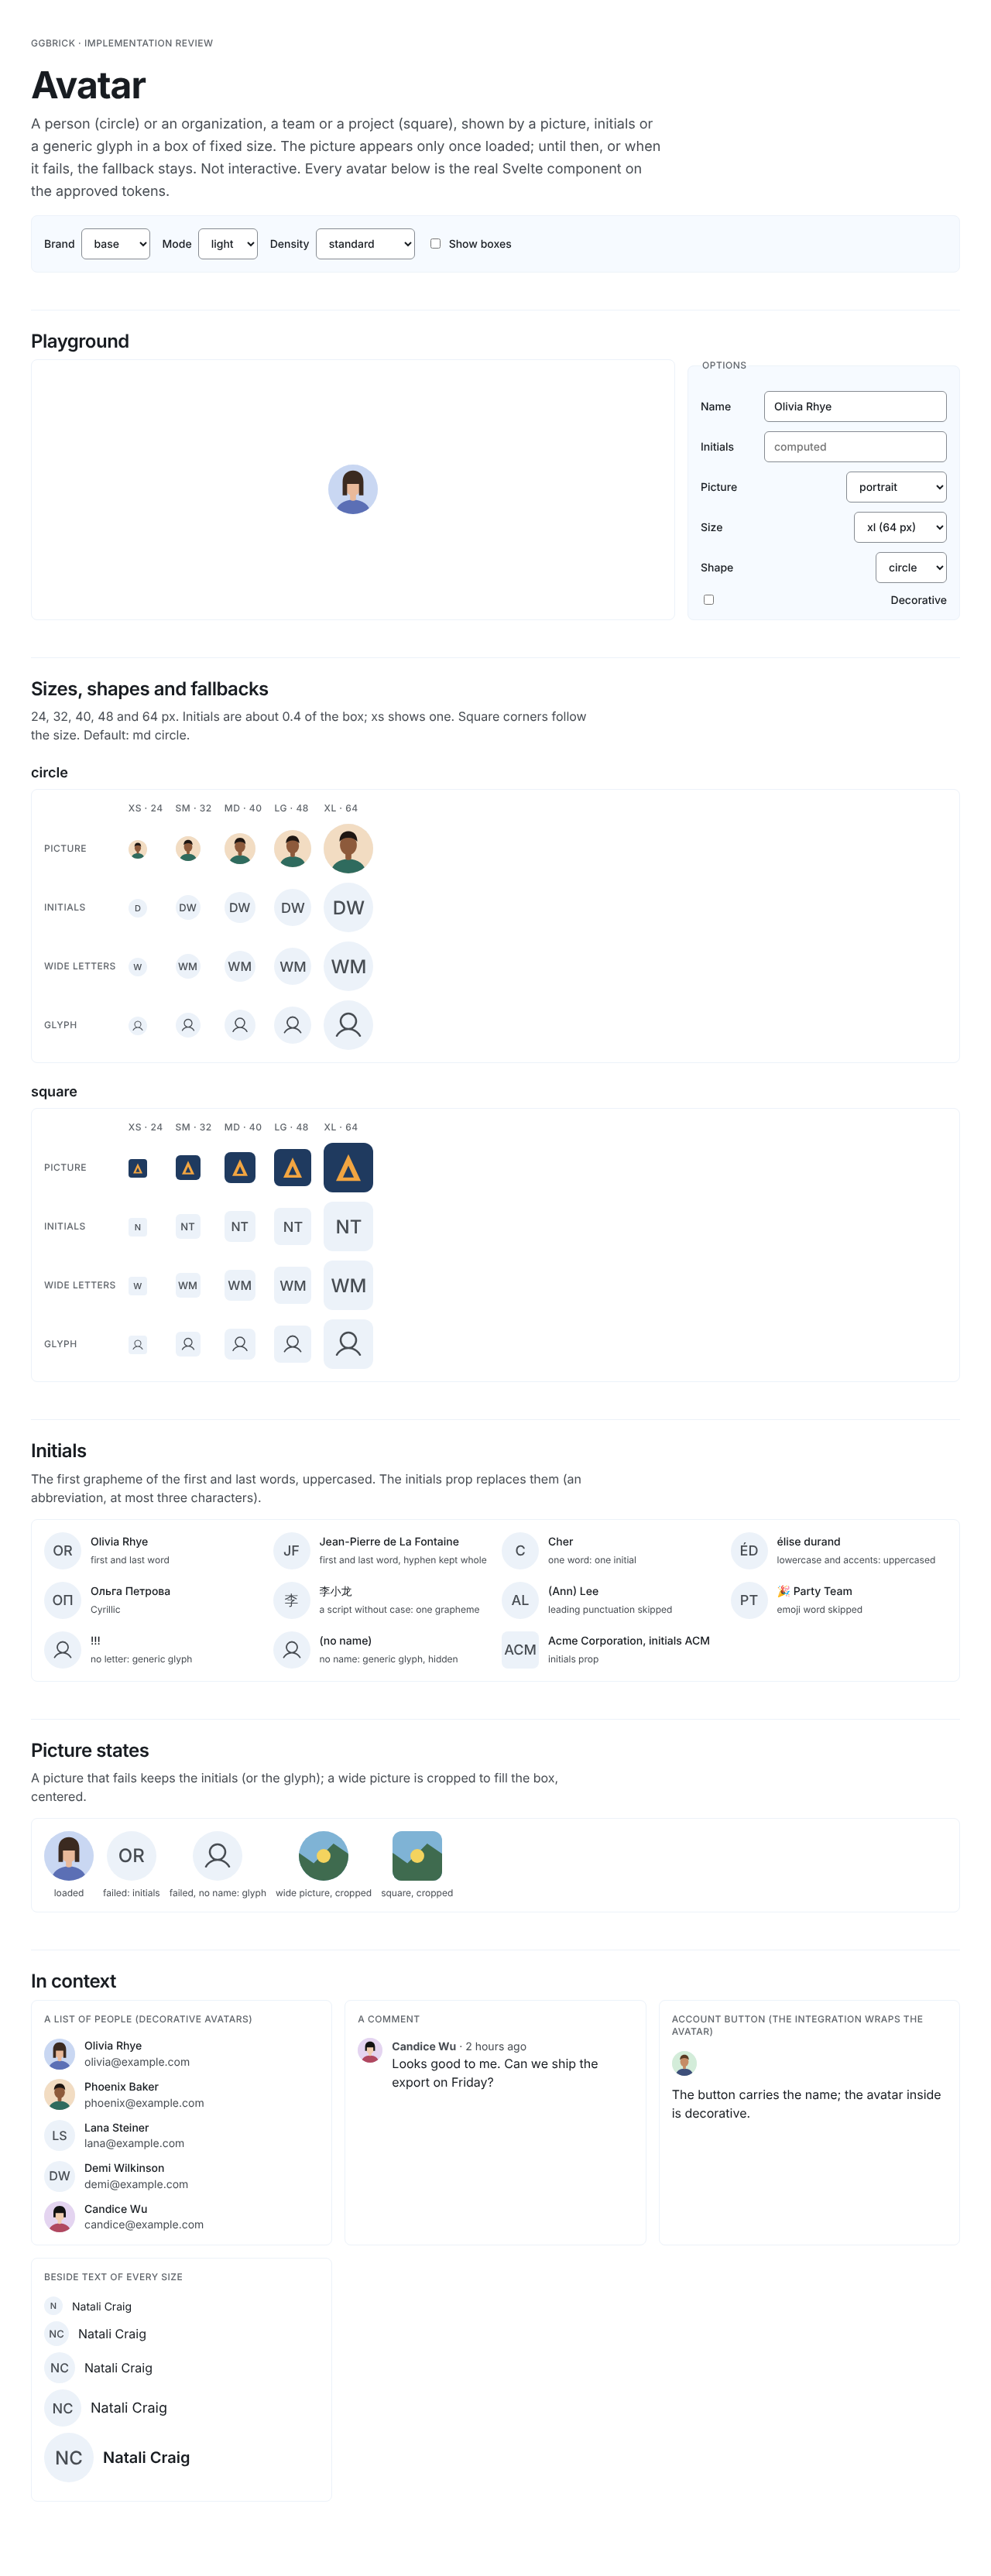 GGBRICK · IMPLEMENTATION REVIEW
Avatar
A person (circle) or an organization, a team or a project (square), shown by a picture, initials or
a generic glyph in a box of fixed size. The picture appears only once loaded; until then, or when
it fails, the fallback stays. Not interactive. Every avatar below is the real Svelte component on
the approved tokens.
Brand base Mode light Density standard Show boxes
Playground
OPTIONS
Name Olivia Rhye
Initials computed
Picture portrait
Size xl (64 px)
Shape circle
Decorative
Sizes, shapes and fallbacks
24, 32, 40, 48 and 64 px. Initials are about 0.4 of the box; xs shows one. Square corners follow
the size. Default: md circle.
circle
XS · 24 SM · 32 MD · 40 LG · 48 XL · 64
PICTURE
INITIALS D DW DW DW DW
WIDE LETTERS W WM WM WM WM
GLYPH
square
XS · 24 SM · 32 MD · 40 LG · 48 XL · 64
PICTURE
INITIALS N NT NT NT NT
WIDE LETTERS W WM WM WM WM
GLYPH
Initials
The first grapheme of the first and last words, uppercased. The initials prop replaces them (an
abbreviation, at most three characters).
OR Olivia Rhye
first and last word
JF Jean-Pierre de La Fontaine
first and last word, hyphen kept whole
C Cher
one word: one initial
ÉD élise durand
lowercase and accents: uppercased
ОП Ольга Петрова
Cyrillic
李 李小龙
a script without case: one grapheme
AL (Ann) Lee
leading punctuation skipped
PT 🎉 Party Team
emoji word skipped
!!!
no letter: generic glyph
(no name)
no name: generic glyph, hidden
ACM Acme Corporation, initials ACM
initials prop
Picture states
A picture that fails keeps the initials (or the glyph); a wide picture is cropped to fill the box,
centered.
OR
loaded failed: initials failed, no name: glyph wide picture, cropped square, cropped
In context
A LIST OF PEOPLE (DECORATIVE AVATARS)
Olivia Rhye
olivia@example.com
Phoenix Baker
phoenix@example.com
LS Lana Steiner
lana@example.com
DW Demi Wilkinson
demi@example.com
Candice Wu
candice@example.com
A COMMENT
Candice Wu · 2 hours ago
Looks good to me. Can we ship the
export on Friday?
ACCOUNT BUTTON (THE INTEGRATION WRAPS THE
AVATAR)
The button carries the name; the avatar inside
is decorative.
BESIDE TEXT OF EVERY SIZE
N Natali Craig
NC Natali Craig
NC Natali Craig
NC Natali Craig
NC Natali Craig